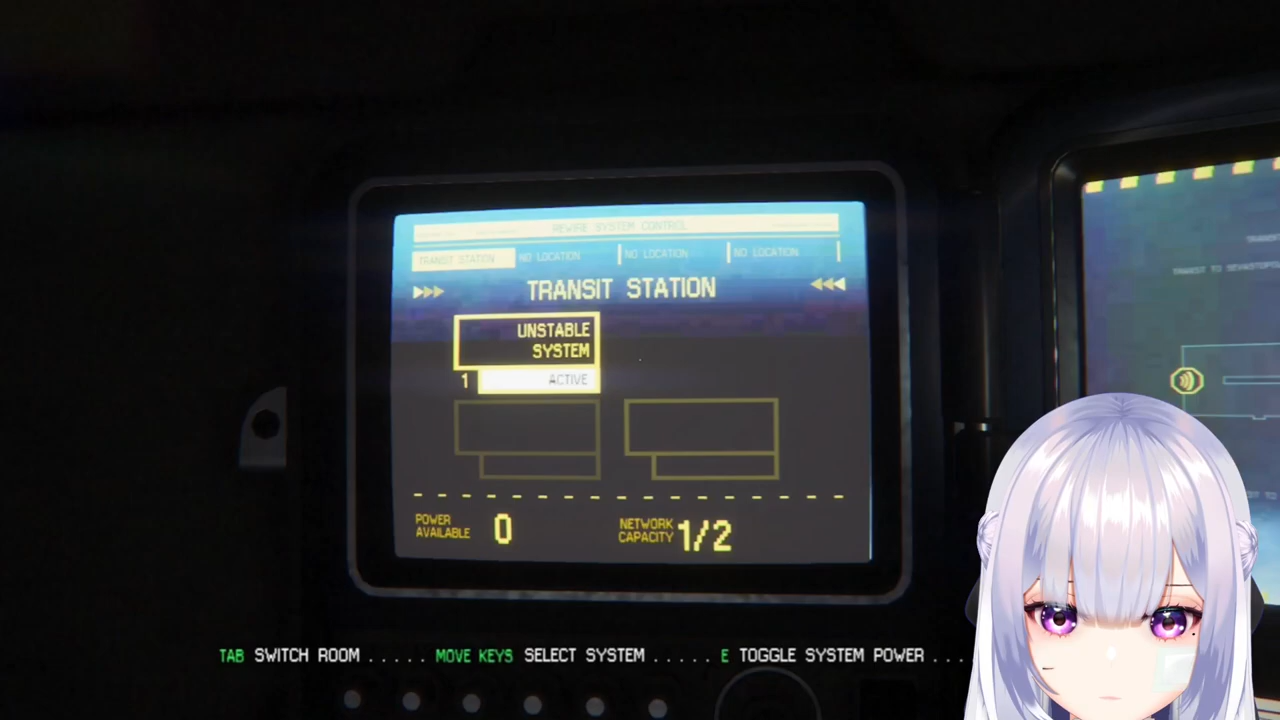 REWIRE SYSTEM CONTROL
TRANSIT STATION
NO LOCATION
NO LOCATION
NO LOCATION
TRANSIT STATION
UNSTABLE
SYSTEM
1
ACTIVE
POWER
AVAILABLE
0
NETWORK
CAPACITY
1/2
TAB SWITCH ROOM ..... MOVE KEYS SELECT SYSTEM ..... E TOGGLE SYSTEM POWER ...